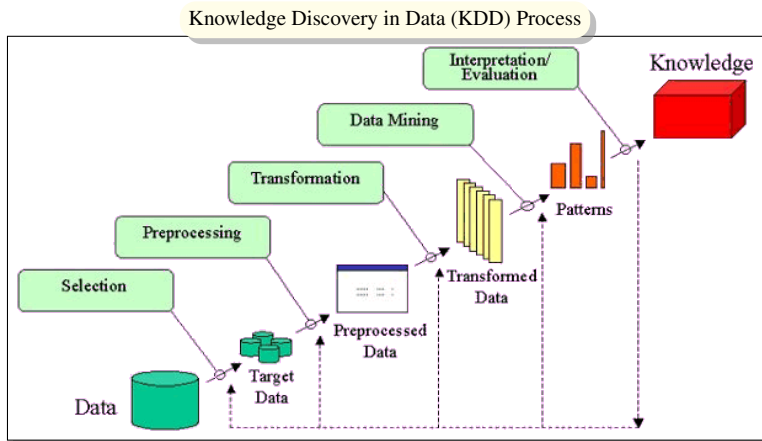 Knowledge Discovery in Data (KDD) Process
Interpretation/
Evaluation
Knowledge
Data Mining
Transformation
Patterns
Preprocessing
Transformed
Data
Selection
Preprocessed
Data
Target
Data
Data